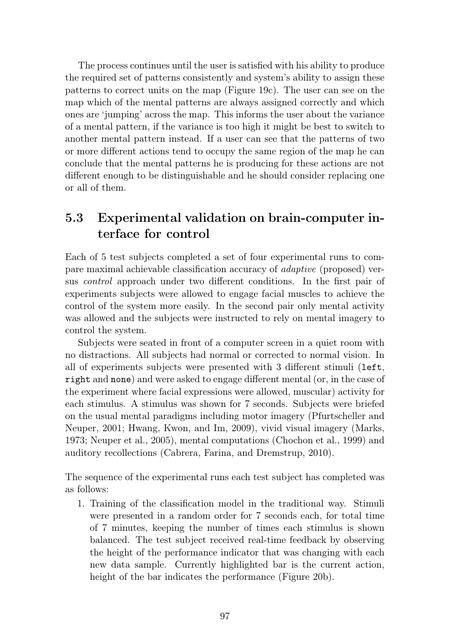 The process continues until the user is satisfied with his ability to produce
the required set of patterns consistently and system's ability to assign these
patterns to correct units on the map (Figure 19c). The user can see on the
map which of the mental patterns are always assigned correctly and which
ones are 'jumping' across the map. This informs the user about the variance
of a mental pattern, if the variance is too high it might be best to switch to
another mental pattern instead. If a user can see that the patterns of two
or more different actions tend to occupy the same region of the map he can
conclude that the mental patterns he is producing for these actions are not
different enough to be distinguishable and he should consider replacing one
or all of them.
5.3 Experimental validation on brain-computer in-
terface for control
Each of 5 test subjects completed a set of four experimental runs to com-
pare maximal achievable classification accuracy of adaptive (proposed) ver-
sus control approach under two different conditions. In the first pair of
experiments subjects were allowed to engage facial muscles to achieve the
control of the system more easily. In the second pair only mental activity
was allowed and the subjects were instructed to rely on mental imagery to
control the system.
Subjects were seated in front of a computer screen in a quiet room with
no distractions. All subjects had normal or corrected to normal vision. In
all of experiments subjects were presented with 3 different stimuli (left,
right and none) and were asked to engage different mental (or, in the case of
the experiment where facial expressions were allowed, muscular) activity for
each stimulus. A stimulus was shown for 7 seconds. Subjects were briefed
on the usual mental paradigms including motor imagery (Pfurtscheller and
Neuper, 2001; Hwang, Kwon, and Im, 2009), vivid visual imagery (Marks,
1973; Neuper et al., 2005), mental computations (Chochon et al., 1999) and
auditory recollections (Cabrera, Farina, and Dremstrup, 2010).
The sequence of the experimental runs each test subject has completed was
as follows:
1. Training of the classification model in the traditional way. Stimuli
were presented in a random order for 7 seconds each, for total time
of 7 minutes, keeping the number of times each stimulus is shown
balanced. The test subject received real-time feedback by observing
the height of the performance indicator that was changing with each
new data sample. Currently highlighted bar is the current action,
height of the bar indicates the performance (Figure 20b).
97